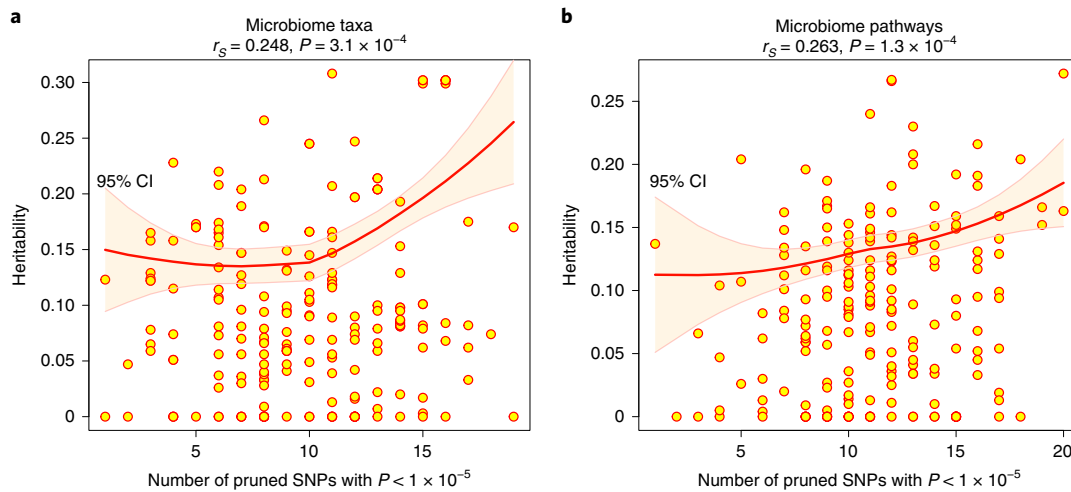 a
Microbiome taxa
r_S = 0.248, P = 3.1 × 10⁻⁴
0.30
0.25
0.20
0.15
0.10
0.05
0
Heritability
95% CI
5
10
15
Number of pruned SNPs with P < 1 × 10⁻⁵
b
Microbiome pathways
r_S = 0.263, P = 1.3 × 10⁻⁴
0.25
0.20
0.15
0.10
0.05
0
Heritability
95% CI
5
10
15
20
Number of pruned SNPs with P < 1 × 10⁻⁵